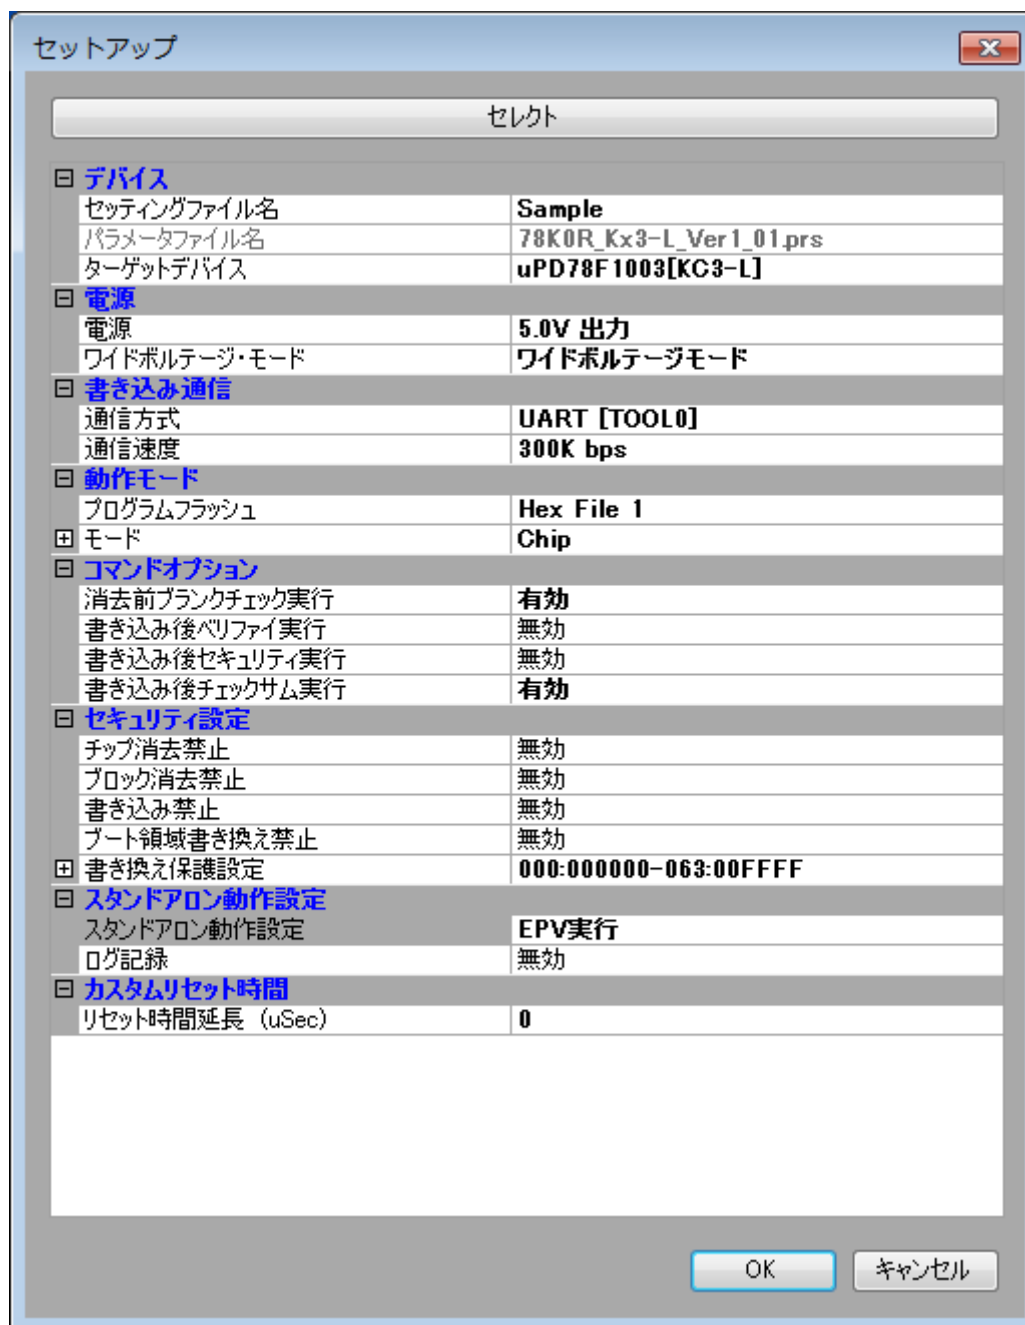 セットアップ
セレクト
デバイス
セッティングファイル名 Sample
パラメータファイル名 78K0R_Kx3-L_Ver1_01.prs
ターゲットデバイス uPD78F1003[KC3-L]
電源
電源 5.0V 出力
ワイドボルテージ・モード ワイドボルテージモード
書き込み通信
通信方式 UART [TOOL0]
通信速度 300K bps
動作モード
プログラムフラッシュ Hex File 1
モード Chip
コマンドオプション
消去前ブランクチェック実行 有効
書き込み後ベリファイ実行 無効
書き込み後セキュリティ実行 無効
書き込み後チェックサム実行 有効
セキュリティ設定
チップ消去禁止 無効
ブロック消去禁止 無効
書き込み禁止 無効
ブート領域書き換え禁止 無効
書き換え保護設定 000:000000-063:00FFFF
スタンドアロン動作設定
スタンドアロン動作設定 EPV実行
ログ記録 無効
カスタムリセット時間
リセット時間延長 (uSec) 0
OK キャンセル